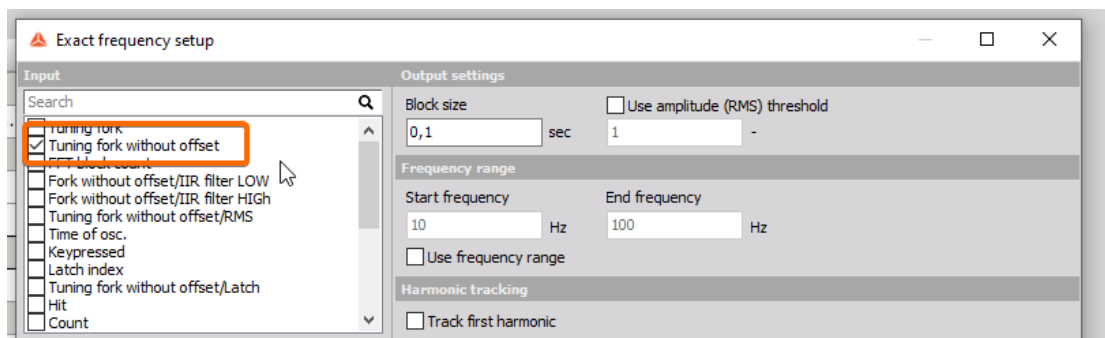 Exact frequency setup
Input
Search
Tuning fork
Tuning fork without offset
FFT block count
Fork without offset/IIR filter LOW
Fork without offset/IIR filter HIGh
Tuning fork without offset/RMS
Time of osc.
Keypressed
Latch index
Tuning fork without offset/Latch
Hit
Count
Output settings
Block size
Use amplitude (RMS) threshold
0,1 sec
1 -
Frequency range
Start frequency
End frequency
10 Hz
100 Hz
Use frequency range
Harmonic tracking
Track first harmonic